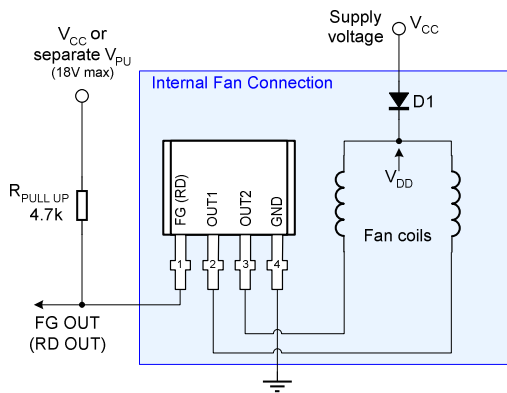 Supply
voltage
VCC
VCC or
separate VPU
(18V max)
Internal Fan Connection
D1
VDD
RPULL UP
4.7k
FG (RD)
OUT1
OUT2
GND
Fan coils
1
2
3
4
FG OUT
(RD OUT)